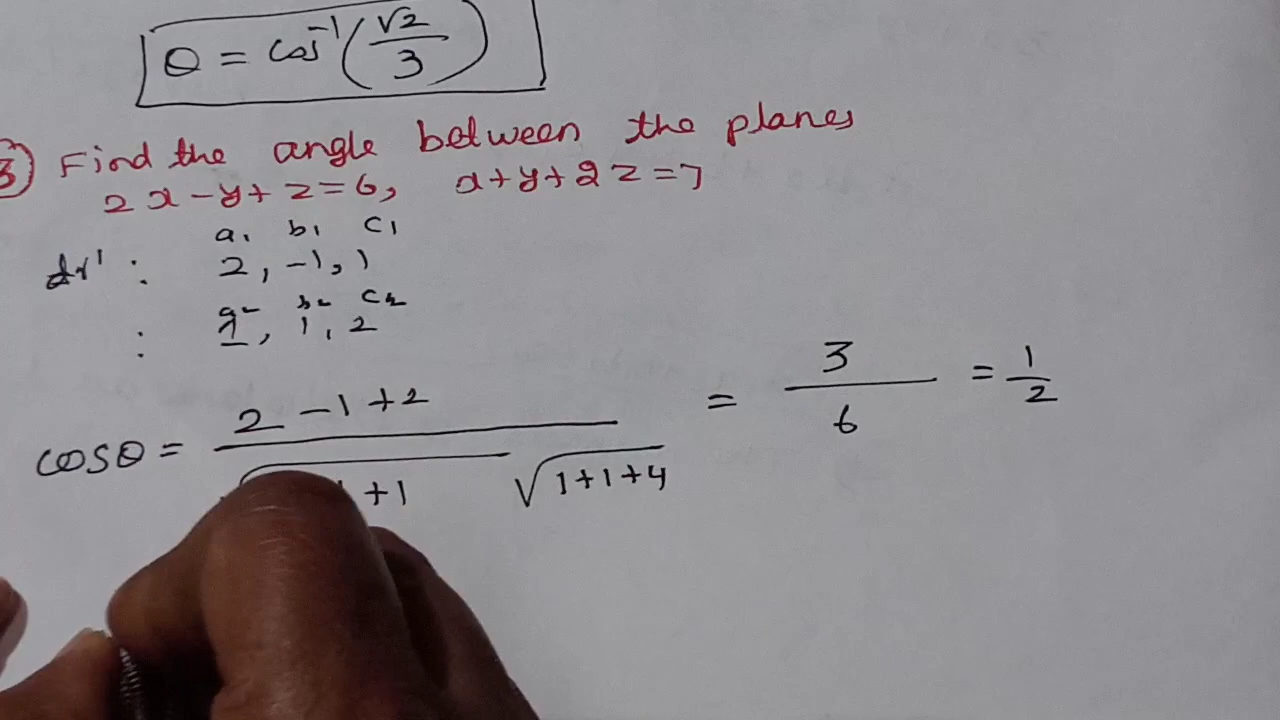 θ = cos⁻¹(√2/3)
3) Find the angle between the planes
2x - y + z = 6, x + y + 2z = 7
a₁ b₁ c₁
dr' : 2, -1, 1
a₂ b₂ c₂
: 1, 1, 2
cosθ = (2 - 1 + 2) / (√ 1 + 1 √1+1+4) = 3/6 = 1/2